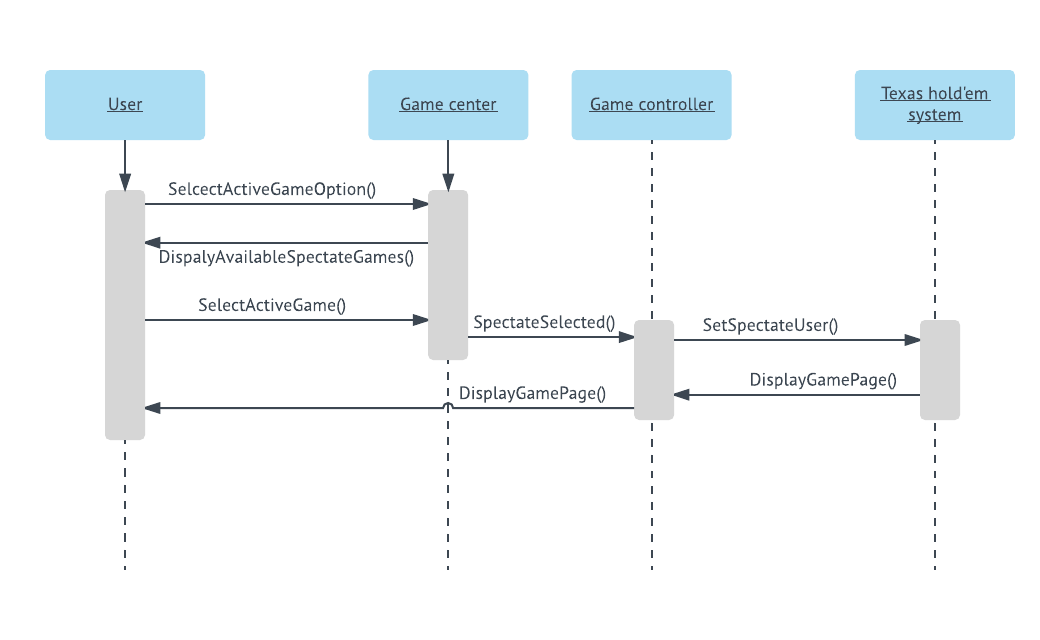 User
Game center
Game controller
Texas hold'em
system
SelcectActiveGameOption()
DispalyAvailableSpectateGames()
SelectActiveGame()
SpectateSelected()
SetSpectateUser()
DisplayGamePage()
DisplayGamePage()